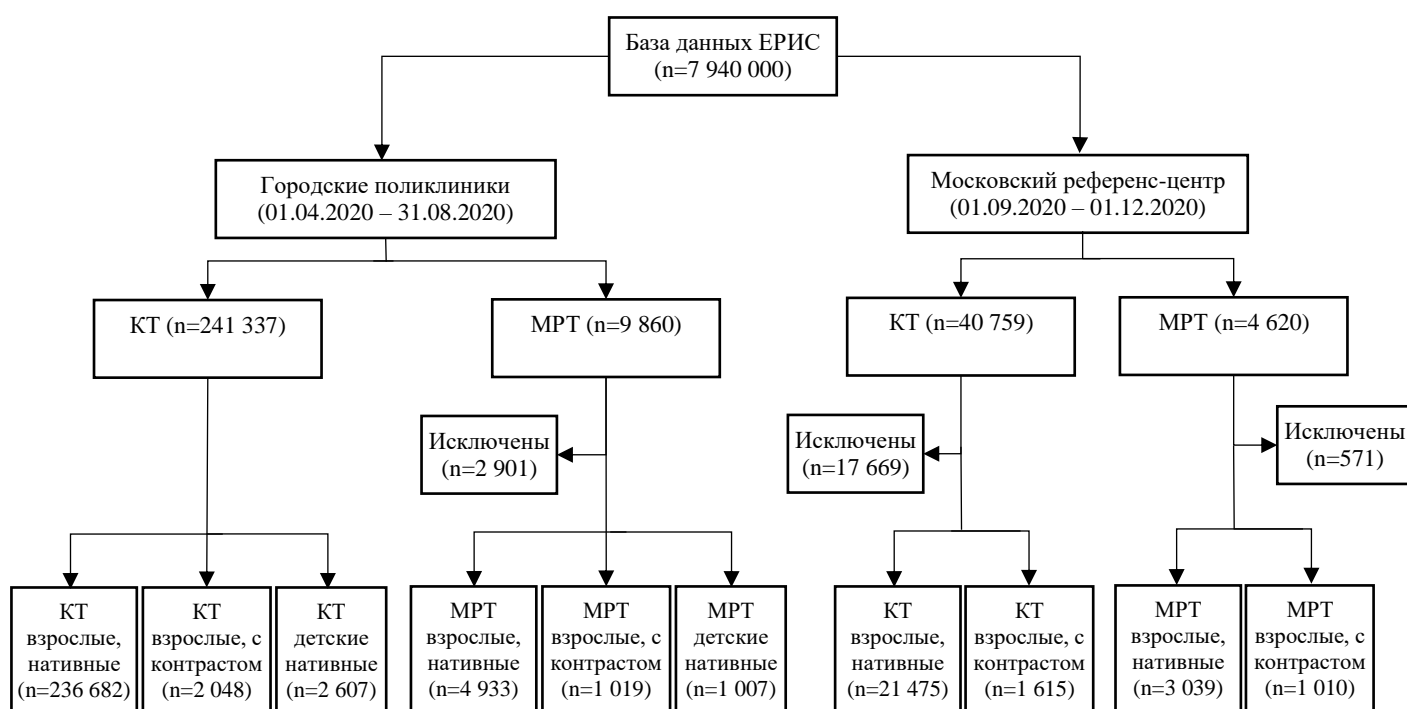 База данных ЕРИС
(n=7 940 000)
Городские поликлиники
(01.04.2020 – 31.08.2020)
Московский референс-центр
(01.09.2020 – 01.12.2020)
КТ (n=241 337)
МРТ (n=9 860)
КТ (n=40 759)
МРТ (n=4 620)
Исключены
(n=2 901)
Исключены
(n=17 669)
Исключены
(n=571)
КТ
взрослые,
нативные
(n=236 682)
КТ
взрослые, с
контрастом
(n=2 048)
КТ
детские
нативные
(n=2 607)
МРТ
взрослые,
нативные
(n=4 933)
МРТ
взрослые, с
контрастом
(n=1 019)
МРТ
детские
нативные
(n=1 007)
КТ
взрослые,
нативные
(n=21 475)
КТ
взрослые, с
контрастом
(n=1 615)
МРТ
взрослые,
нативные
(n=3 039)
МРТ
взрослые, с
контрастом
(n=1 010)